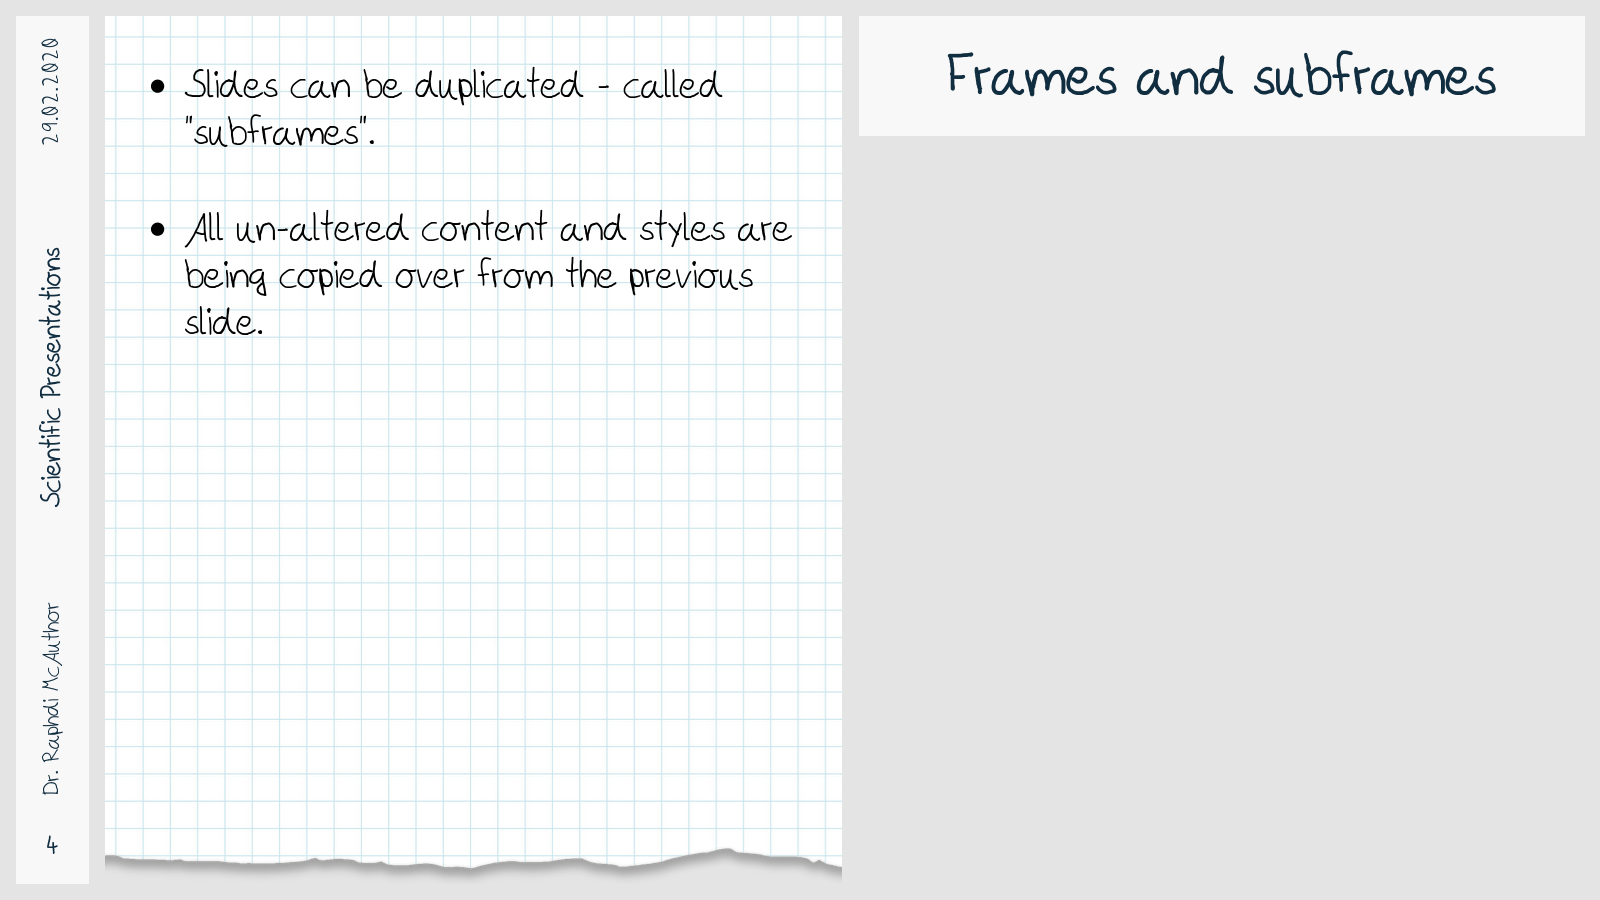 29.02.2020
Scientific Presentations
Dr. Raphdi McAuthor
4
• Slides can be duplicated - called
"subframes".
• All un-altered content and styles are
being copied over from the previous
slide.
Frames and subframes